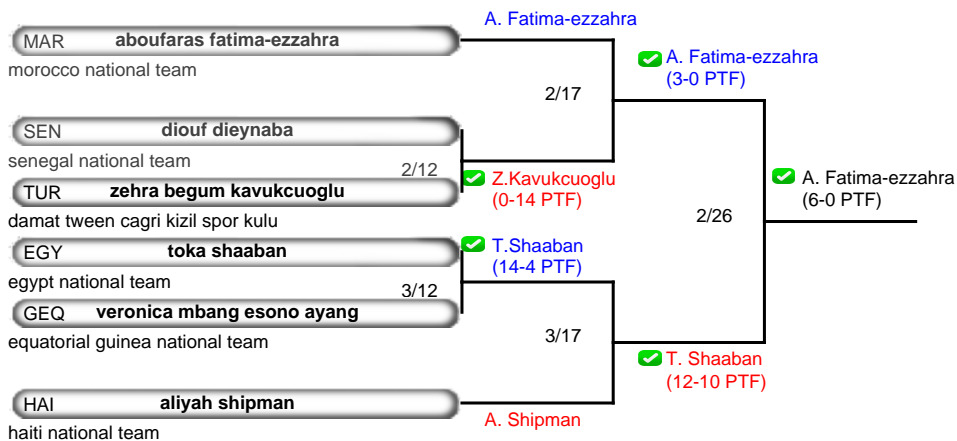 A. Fatima-ezzahra
MAR aboufaras fatima-ezzahra
morocco national team
A. Fatima-ezzahra
(3-0 PTF)
2/17
SEN diouf dieynaba
senegal national team
2/12
TUR zehra begum kavukcuoglu
damat tween cagri kizil spor kulu
Z.Kavukcuoglu
(0-14 PTF)
A. Fatima-ezzahra
(6-0 PTF)
2/26
EGY toka shaaban
egypt national team
T.Shaaban
(14-4 PTF)
3/12
GEQ veronica mbang esono ayang
equatorial guinea national team
3/17
T. Shaaban
(12-10 PTF)
HAI aliyah shipman
haiti national team
A. Shipman